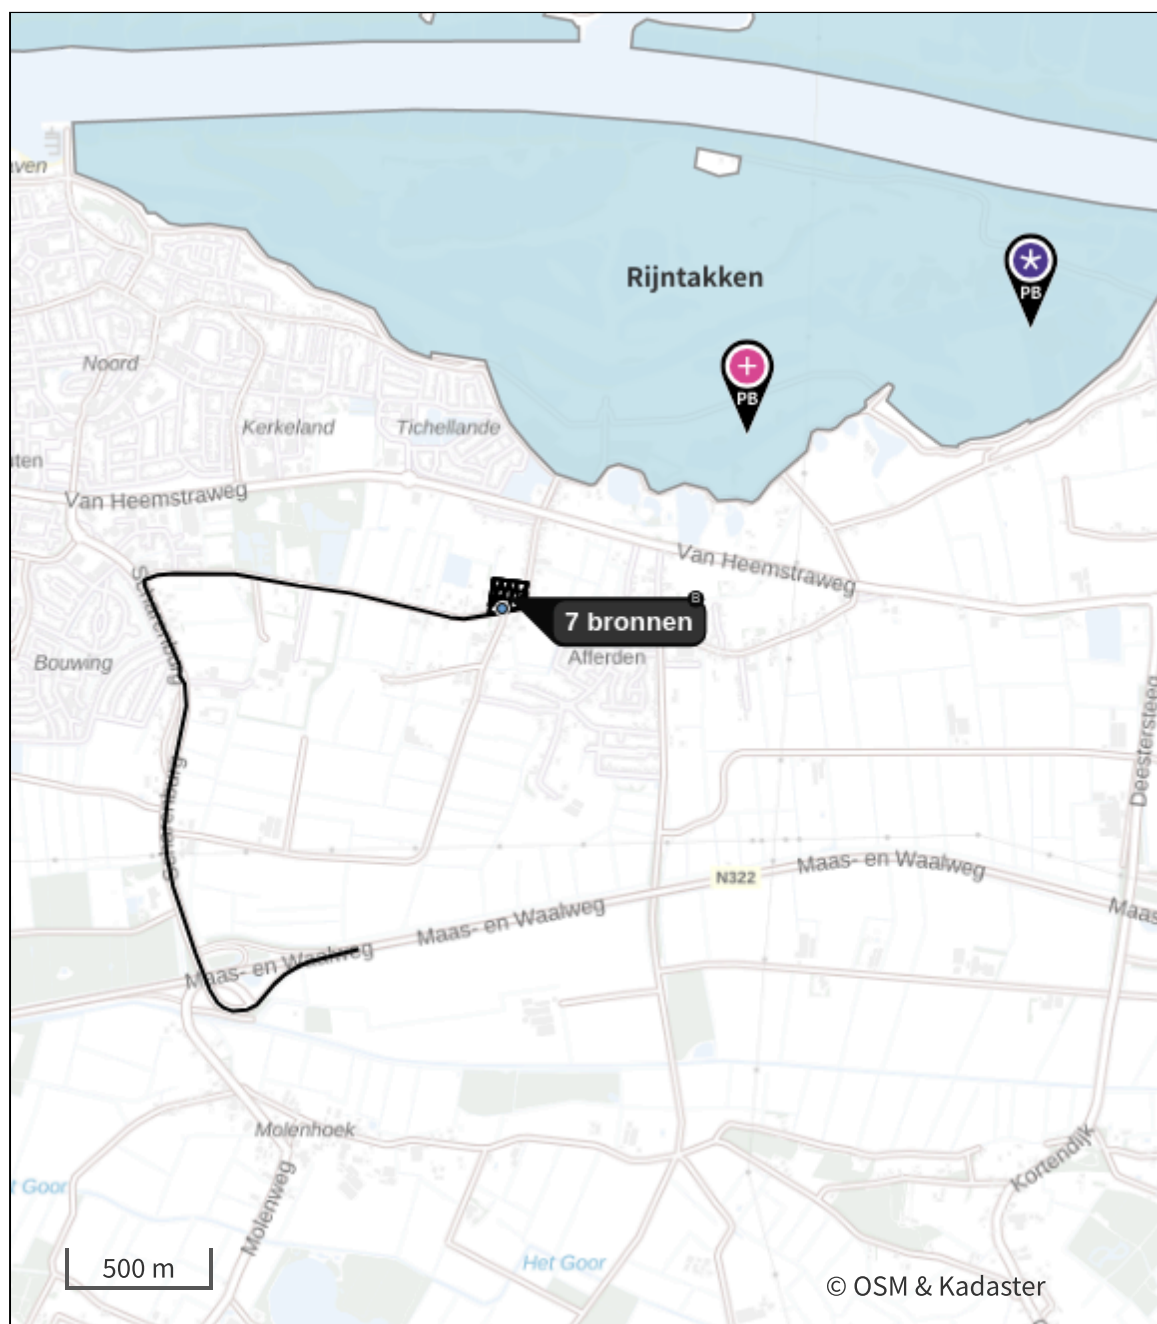 aven
Rijntakken
PB
PB
Noord
Kerkeland
Tichellande
ten
Van Heemstraweg
Van Heemstraweg
B
7 bronnen
Afferden
Bouwing
Deestersteeg
Maas- en Waalweg
N322
Maas- en Waalweg
Maas
Maas- en Waalweg
Molenhoek
Kortendijk
t Goor
Molenweg
Het Goor
500 m
© OSM & Kadaster